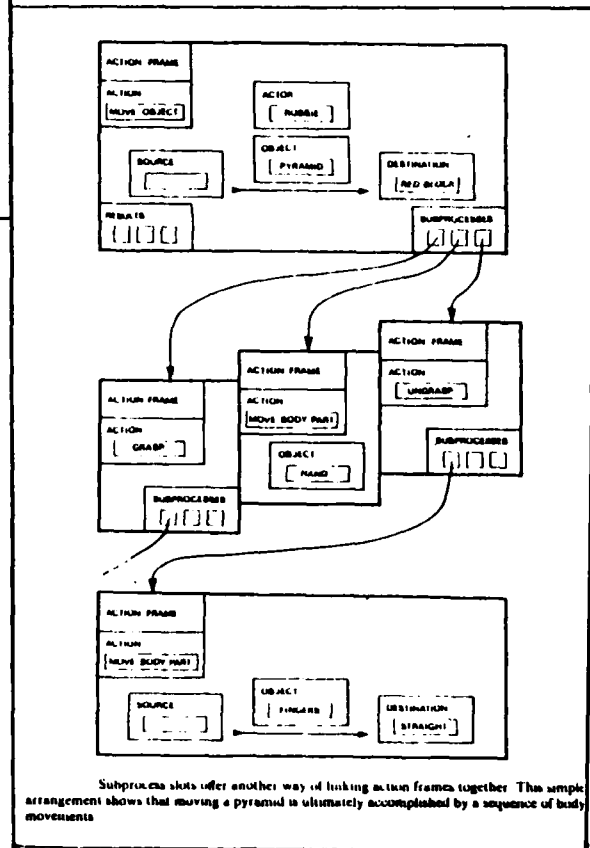 ACTION FRAME
ACTION
MOVE OBJECT
ACTOR
ROBBIE
OBJECT
PYRAMID
SOURCE
DESTINATION
RED BLOCK
RESULTS
SUBPROCESSES
ACTION FRAME
ACTION
GRASP
SUBPROCESSES
ACTION FRAME
ACTION
MOVE BODY PART
OBJECT
HAND
ACTION FRAME
ACTION
UNGRASP
SUBPROCESSES
ACTION FRAME
ACTION
MOVE BODY PART
SOURCE
OBJECT
FINGERS
DESTINATION
STRAIGHT
Subprocess slots offer another way of linking action frames together This simple
arrangement shows that moving a pyramid is ultimately accomplished by a sequence of body
movements